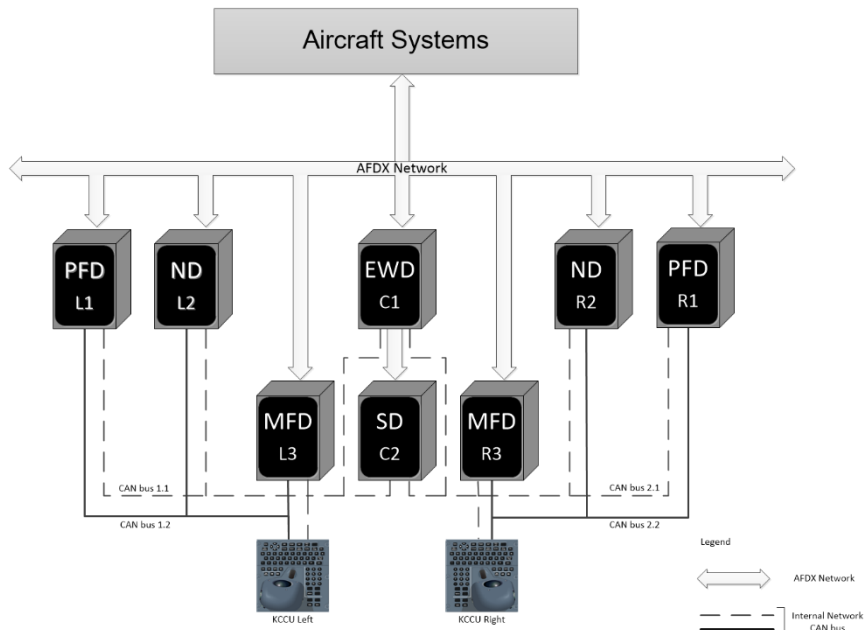 Aircraft Systems
AFDX Network
PFD
L1
ND
L2
EWD
C1
ND
R2
PFD
R1
MFD
L3
SD
C2
MFD
R3
CAN bus 1.1
CAN bus 2.1
CAN bus 1.2
CAN bus 2.2
Legend
AFDX Network
Internal Network
CAN bus
KCCU Left
KCCU Right